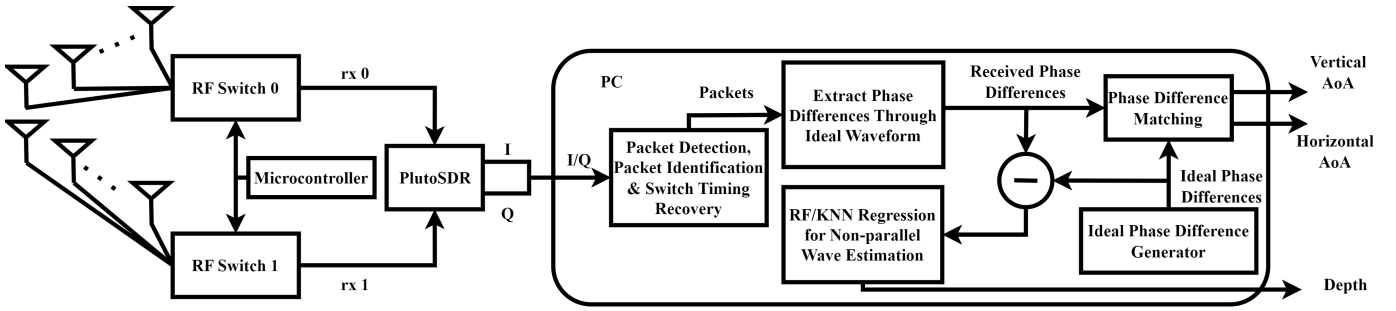 RF Switch 0
rx 0
Microcontroller
RF Switch 1
rx 1
PlutoSDR
I
Q
I/Q
PC
Packets
Packet Detection,
Packet Identification
& Switch Timing
Recovery
Extract Phase
Differences Through
Ideal Waveform
Received Phase
Differences
Phase Difference
Matching
Vertical
AoA
Horizontal
AoA
Ideal Phase
Differences
Ideal Phase Difference
Generator
RF/KNN Regression
for Non-parallel
Wave Estimation
Depth